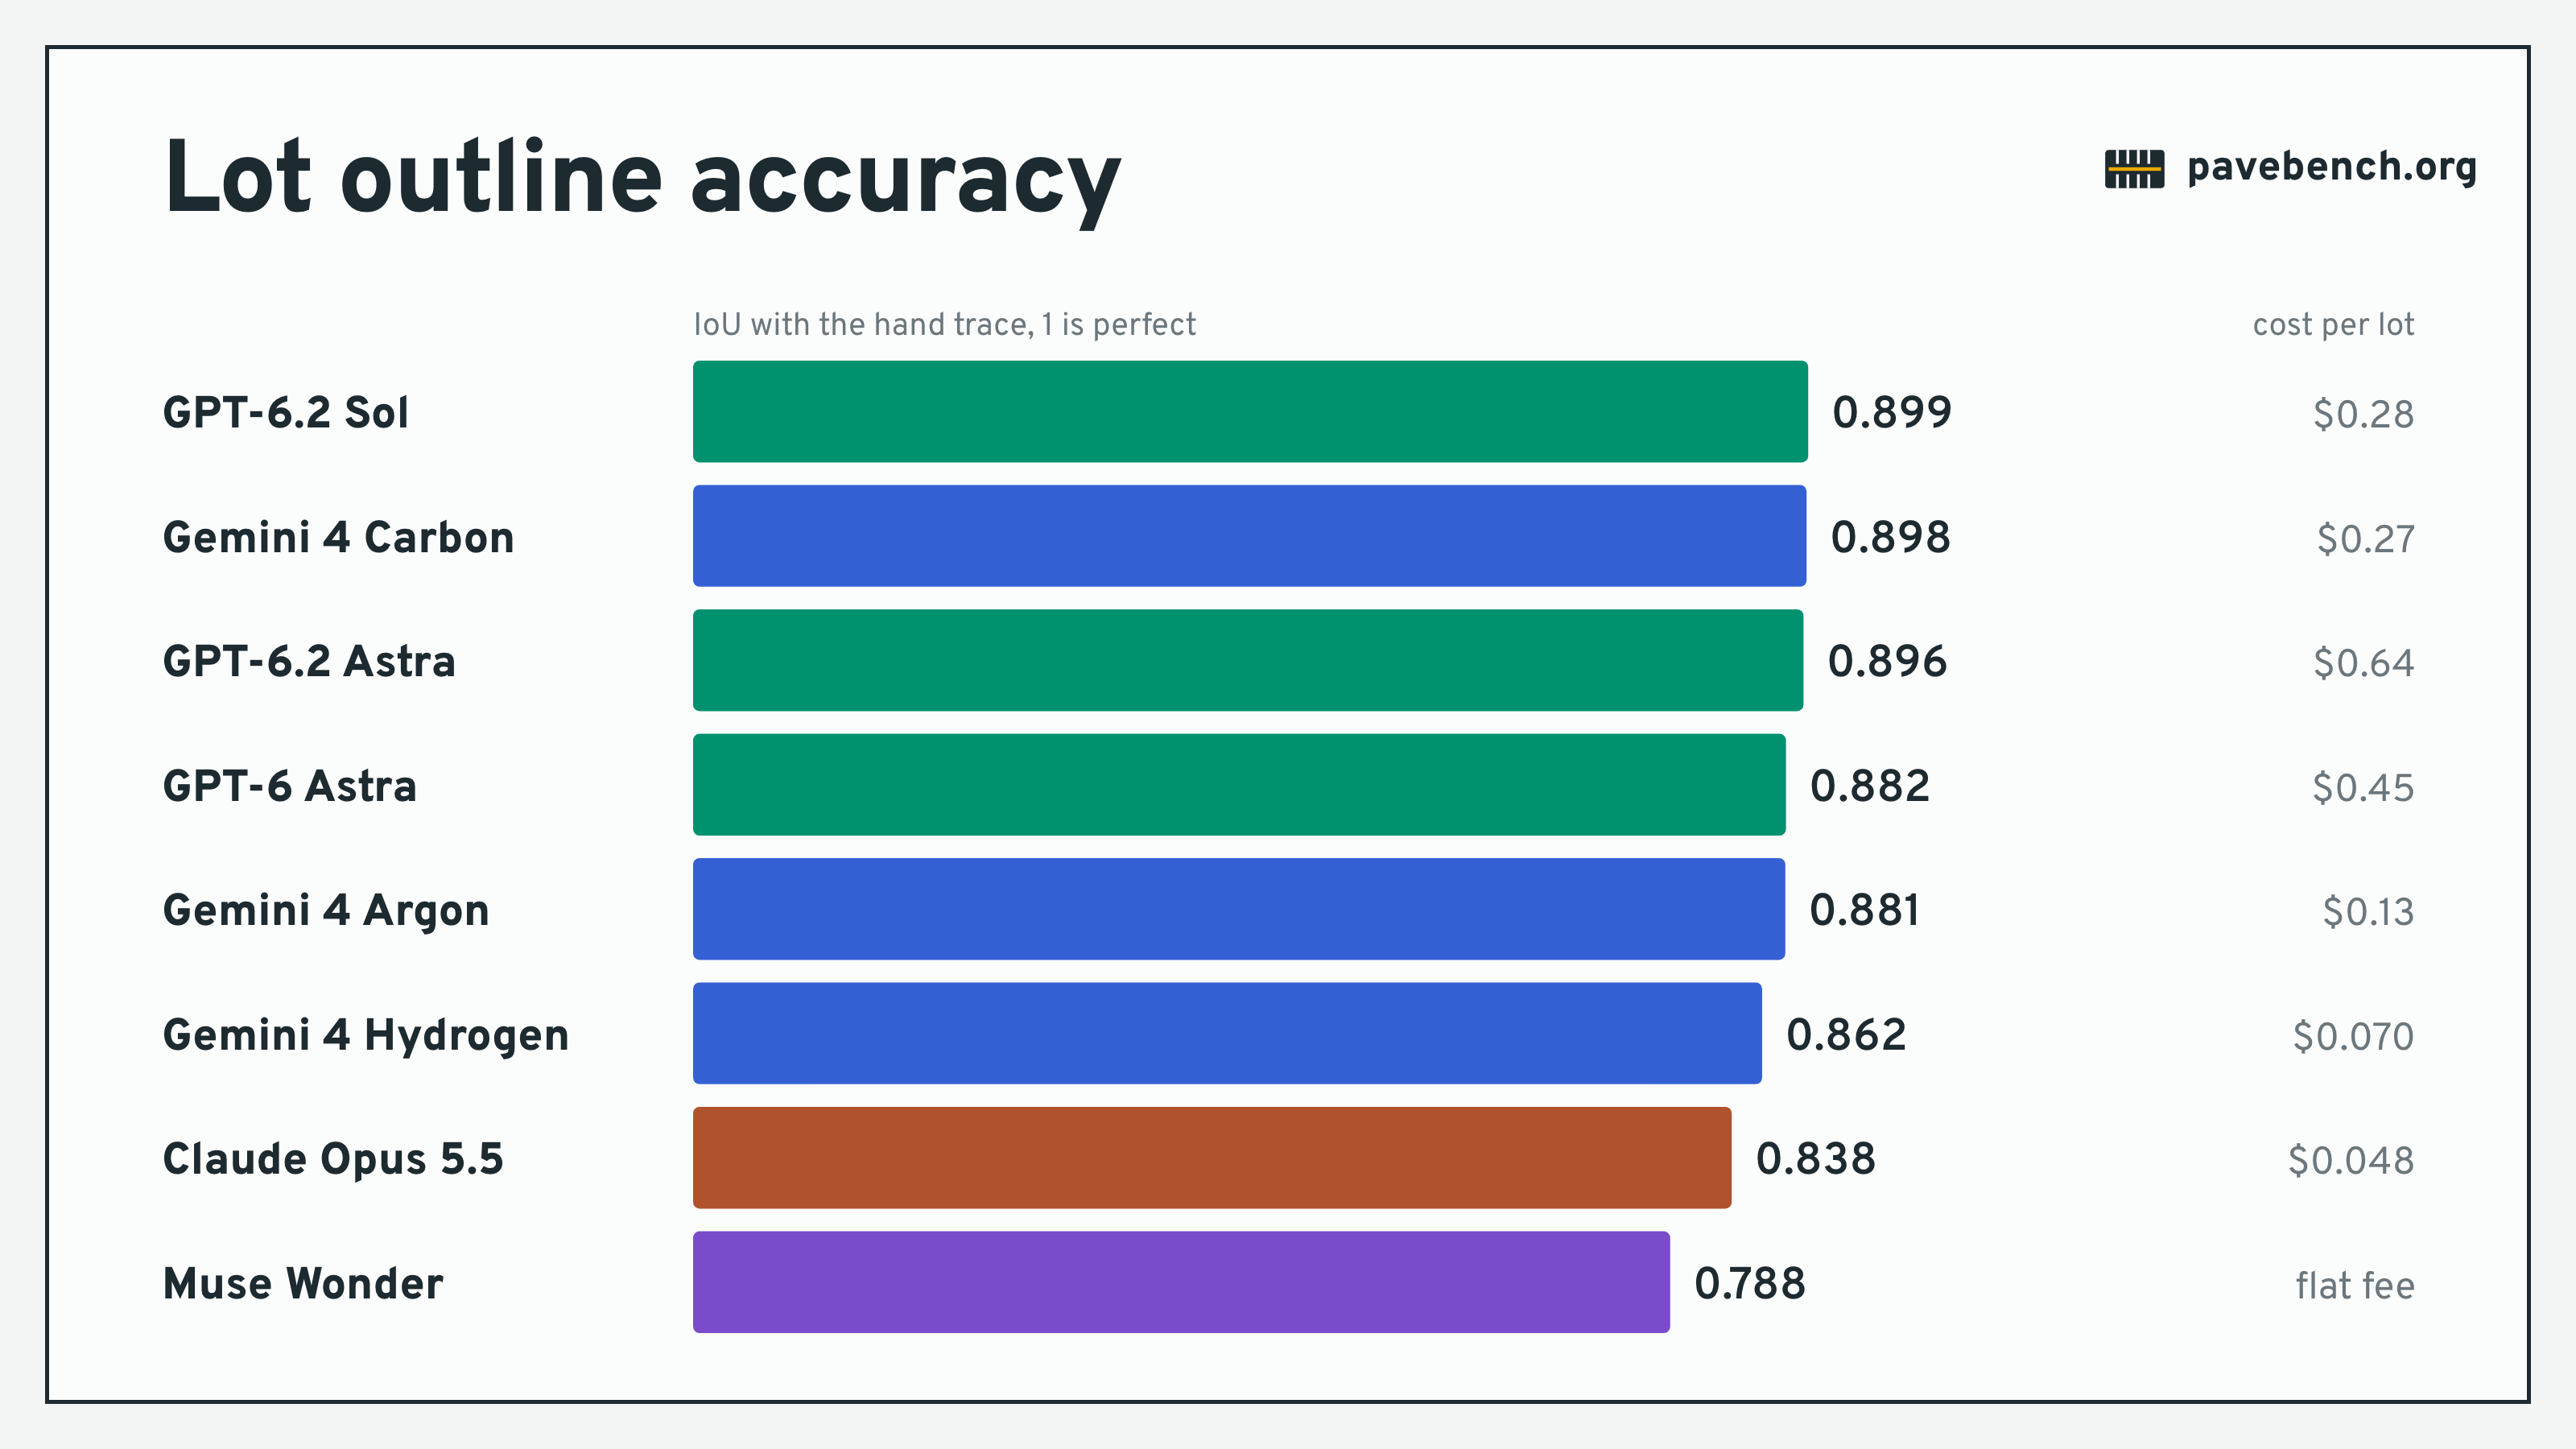 Lot outline accuracy
pavebench.org
IoU with the hand trace, 1 is perfect
cost per lot
GPT-6.2 Sol 0.899 $0.28
Gemini 4 Carbon 0.898 $0.27
GPT-6.2 Astra 0.896 $0.64
GPT-6 Astra 0.882 $0.45
Gemini 4 Argon 0.881 $0.13
Gemini 4 Hydrogen 0.862 $0.070
Claude Opus 5.5 0.838 $0.048
Muse Wonder 0.788 flat fee